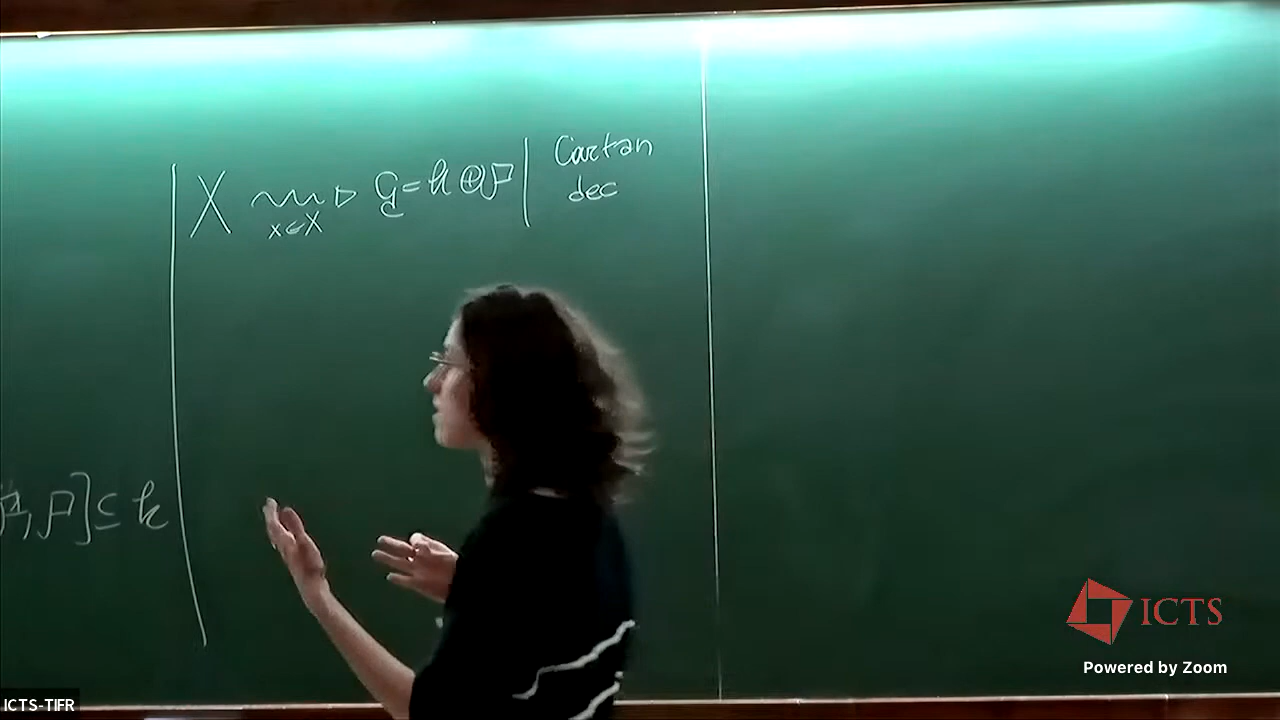 X ⇝ 𝔤 = 𝔨 ⊕ 𝔭 | Cartan
x∈X dec
, 𝔭] ⊆ 𝔨
ICTS
Powered by Zoom
ICTS-TIFR